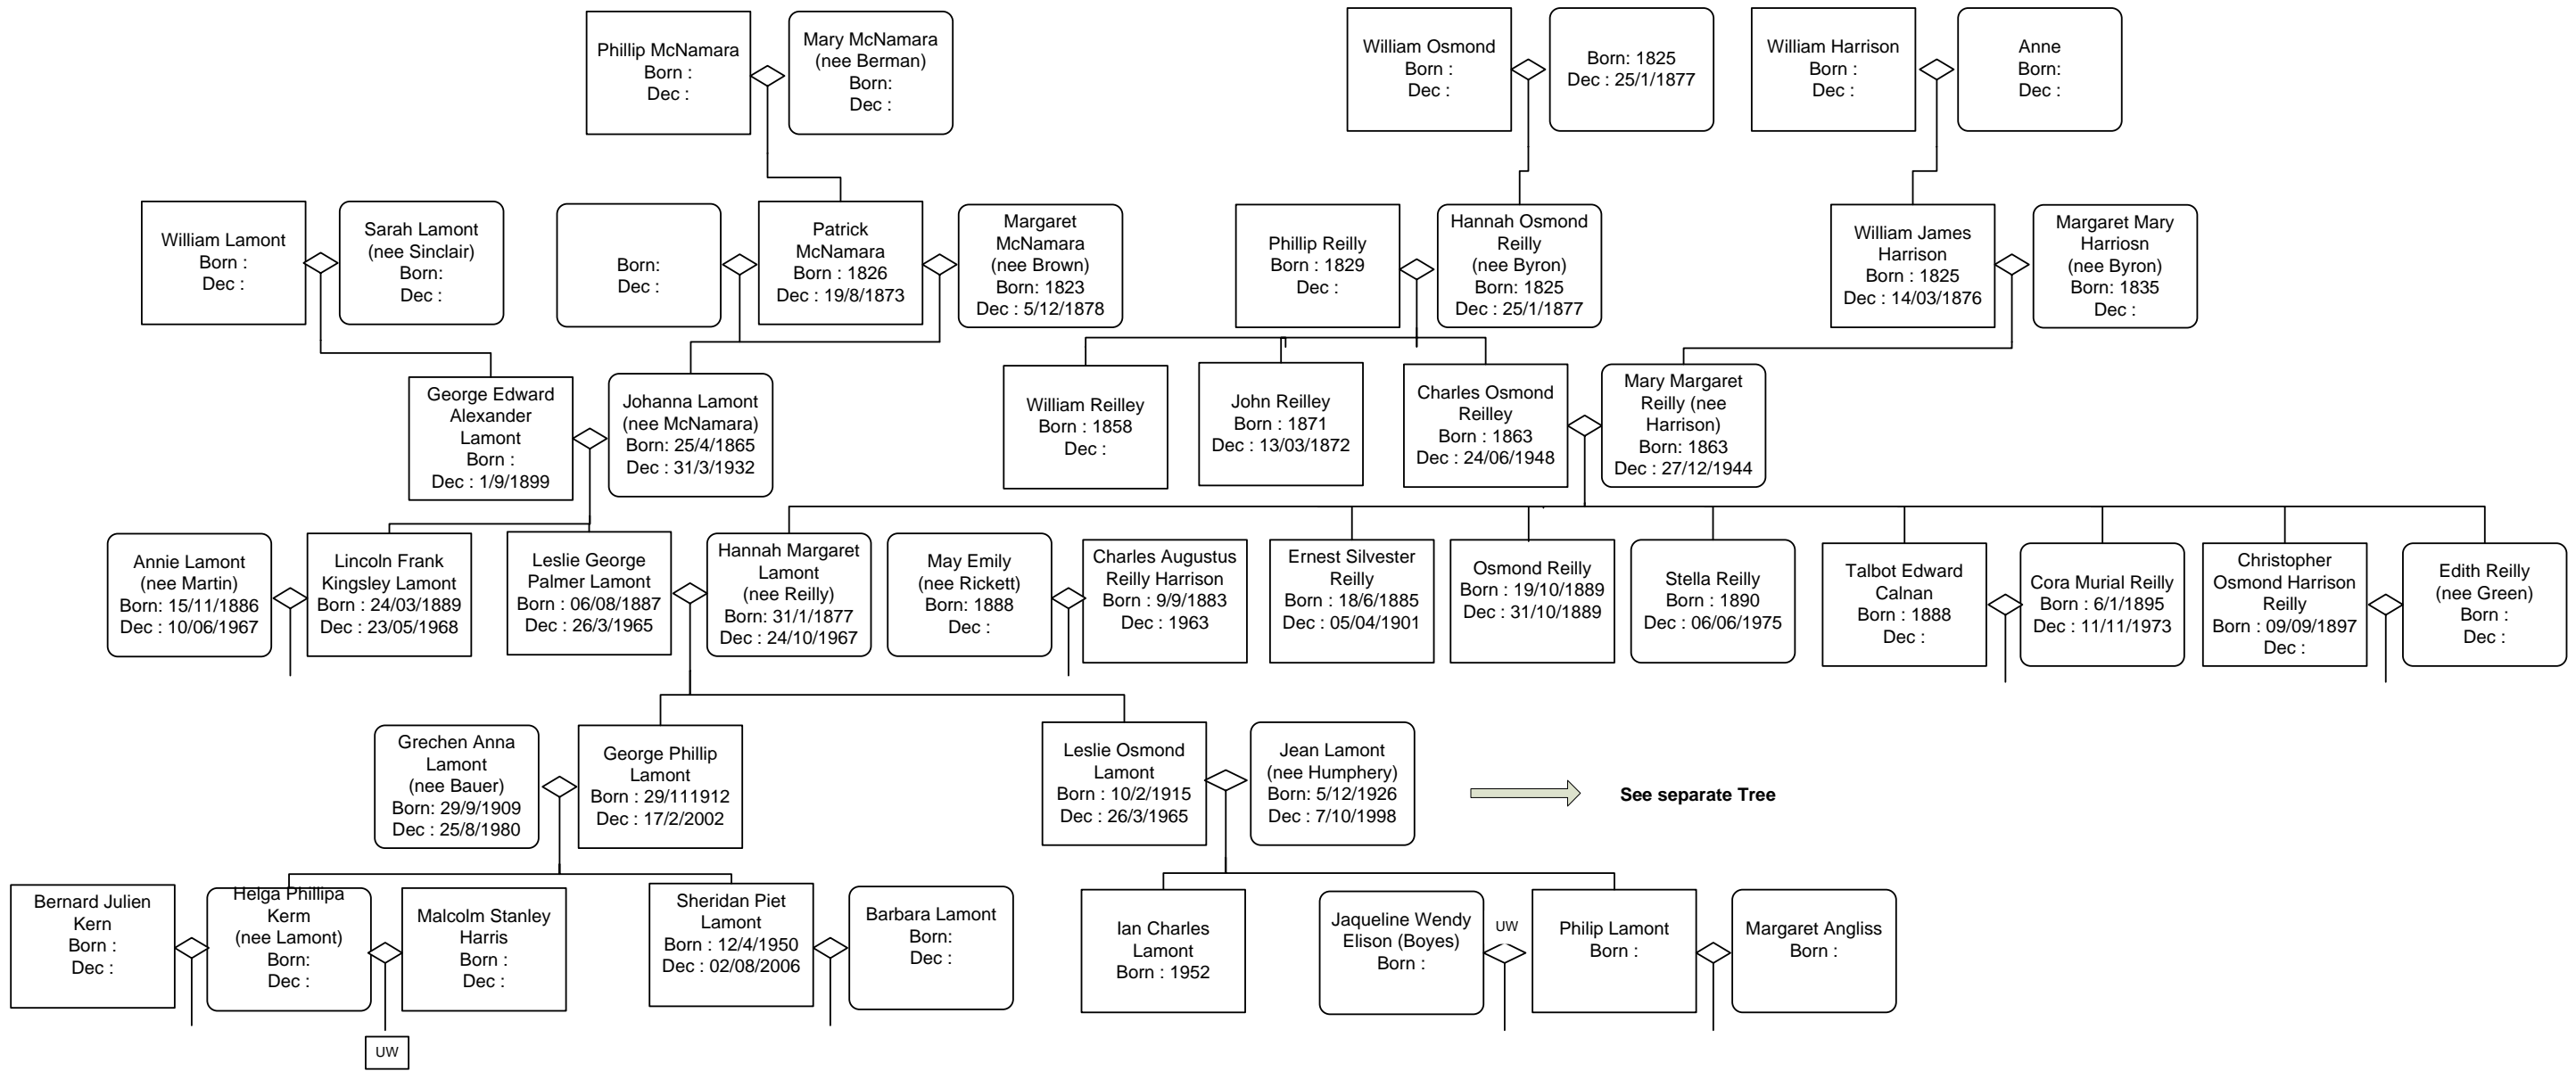 Phillip McNamara
Born :
Dec :
Mary McNamara
(nee Berman)
Born:
Dec :
William Osmond
Born :
Dec :
Born: 1825
Dec : 25/1/1877
William Harrison
Born :
Dec :
Anne
Born:
Dec :
William Lamont
Born :
Dec :
Sarah Lamont
(nee Sinclair)
Born:
Dec :
Born:
Dec :
Patrick
McNamara
Born : 1826
Dec : 19/8/1873
Margaret
McNamara
(nee Brown)
Born: 1823
Dec : 5/12/1878
Phillip Reilly
Born : 1829
Dec :
Hannah Osmond
Reilly
(nee Byron)
Born: 1825
Dec : 25/1/1877
William James
Harrison
Born : 1825
Dec : 14/03/1876
Margaret Mary
Harriosn
(nee Byron)
Born: 1835
Dec :
George Edward
Alexander
Lamont
Born :
Dec : 1/9/1899
Johanna Lamont
(nee McNamara)
Born: 25/4/1865
Dec : 31/3/1932
William Reilley
Born : 1858
Dec :
John Reilley
Born : 1871
Dec : 13/03/1872
Charles Osmond
Reilley
Born : 1863
Dec : 24/06/1948
Mary Margaret
Reilly (nee
Harrison)
Born: 1863
Dec : 27/12/1944
Annie Lamont
(nee Martin)
Born: 15/11/1886
Dec : 10/06/1967
Lincoln Frank
Kingsley Lamont
Born : 24/03/1889
Dec : 23/05/1968
Leslie George
Palmer Lamont
Born : 06/08/1887
Dec : 26/3/1965
Hannah Margaret
Lamont
(nee Reilly)
Born: 31/1/1877
Dec : 24/10/1967
May Emily
(nee Rickett)
Born: 1888
Dec :
Charles Augustus
Reilly Harrison
Born : 9/9/1883
Dec : 1963
Ernest Silvester
Reilly
Born : 18/6/1885
Dec : 05/04/1901
Osmond Reilly
Born : 19/10/1889
Dec : 31/10/1889
Stella Reilly
Born : 1890
Dec : 06/06/1975
Talbot Edward
Calnan
Born : 1888
Dec :
Cora Murial Reilly
Born : 6/1/1895
Dec : 11/11/1973
Christopher
Osmond Harrison
Reilly
Born : 09/09/1897
Dec :
Edith Reilly
(nee Green)
Born :
Dec :
Grechen Anna
Lamont
(nee Bauer)
Born: 29/9/1909
Dec : 25/8/1980
George Phillip
Lamont
Born : 29/111912
Dec : 17/2/2002
Leslie Osmond
Lamont
Born : 10/2/1915
Dec : 26/3/1965
Jean Lamont
(nee Humphery)
Born: 5/12/1926
Dec : 7/10/1998
See separate Tree
Bernard Julien
Kern
Born :
Dec :
Helga Phillipa
Kerm
(nee Lamont)
Born:
Dec :
Malcolm Stanley
Harris
Born :
Dec :
Sheridan Piet
Lamont
Born : 12/4/1950
Dec : 02/08/2006
Barbara Lamont
Born:
Dec :
Ian Charles
Lamont
Born : 1952
Jaqueline Wendy
Elison (Boyes)
Born :
UW
Philip Lamont
Born :
Margaret Angliss
Born :
UW